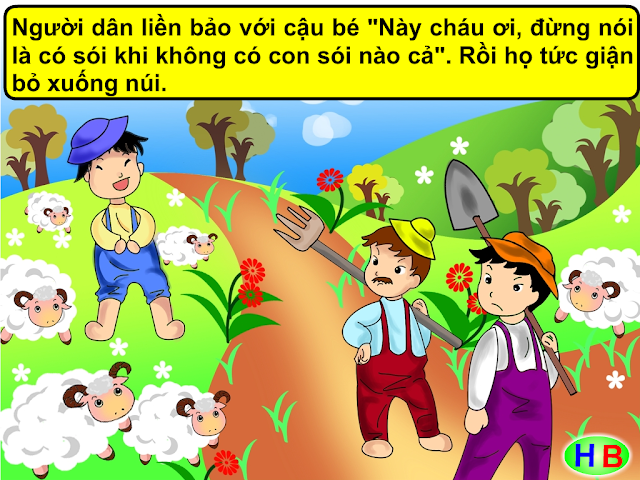 Người dân liền bảo với cậu bé "Này cháu ơi, đừng nói
là có sói khi không có con sói nào cả". Rồi họ tức giận
bỏ xuống núi.
H B